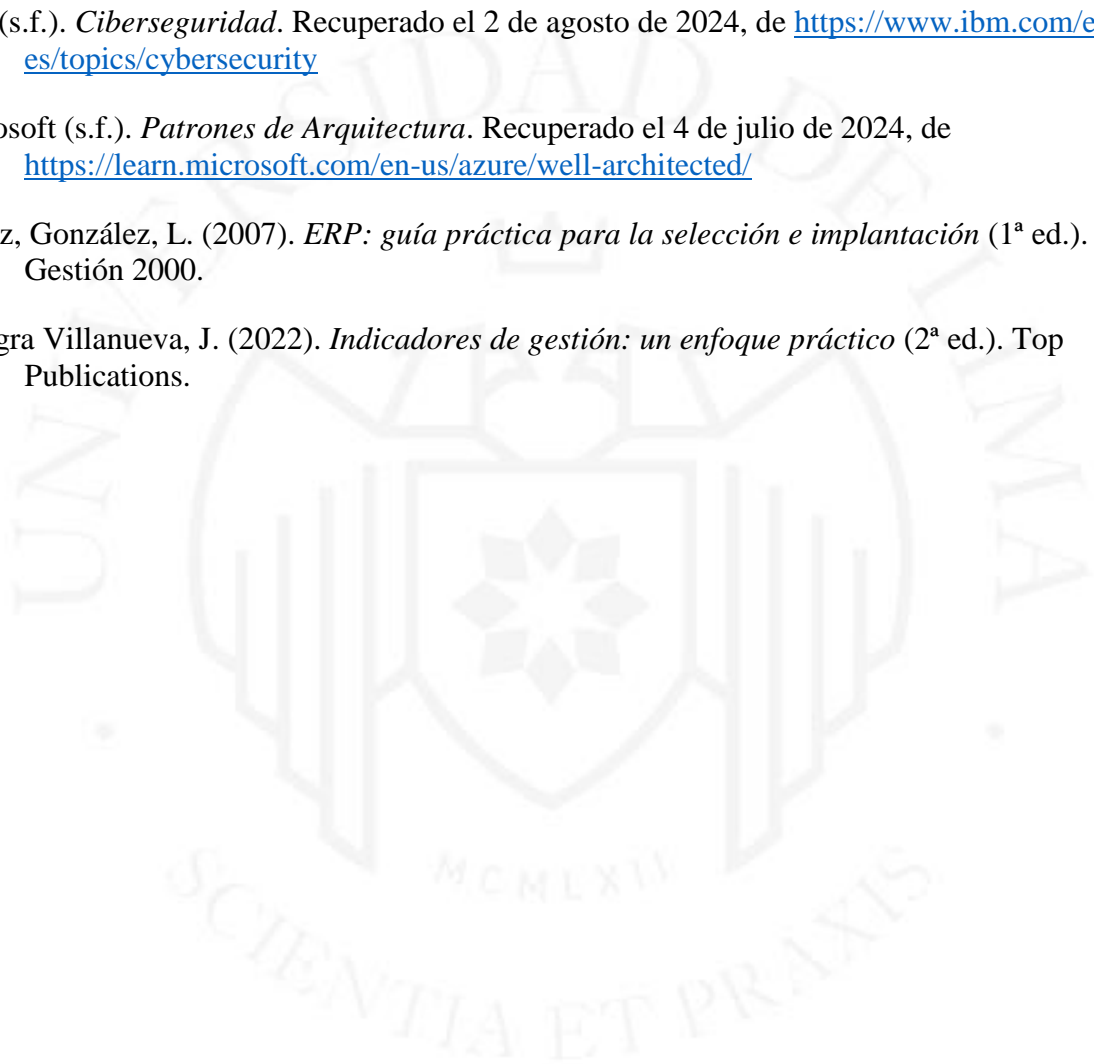 (s.f.). Ciberseguridad. Recuperado el 2 de agosto de 2024, de https://www.ibm.com/e
es/topics/cybersecurity
osoft (s.f.). Patrones de Arquitectura. Recuperado el 4 de julio de 2024, de
https://learn.microsoft.com/en-us/azure/well-architected/
z, González, L. (2007). ERP: guía práctica para la selección e implantación (1ª ed.).
Gestión 2000.
gra Villanueva, J. (2022). Indicadores de gestión: un enfoque práctico (2ª ed.). Top
Publications.
UNIVERSIDAD DE LIMA
MCMLXII
SCIENTIA ET PRAXIS